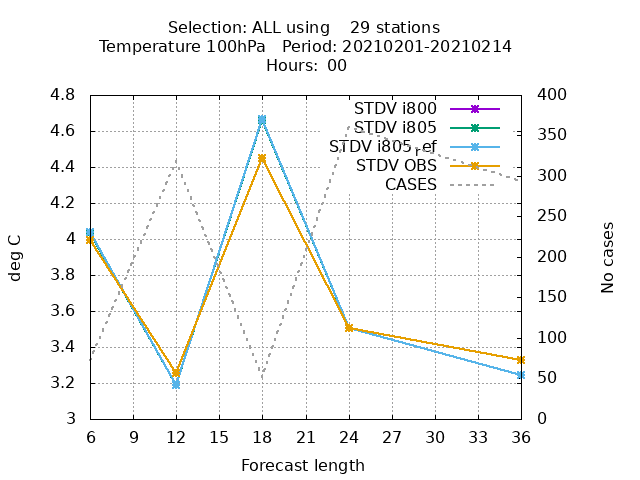 Selection: ALL using    29 stations
Temperature 100hPa   Period: 20210201-20210214
Hours:  00
4.8
4.6
4.4
4.2
4
3.8
3.6
3.4
3.2
3
deg C
STDV i800
STDV i805
STDV i805ref
STDV OBS
CASES
400
350
300
250
200
150
100
50
0
No cases
6 9 12 15 18 21 24 27 30 33 36
Forecast length